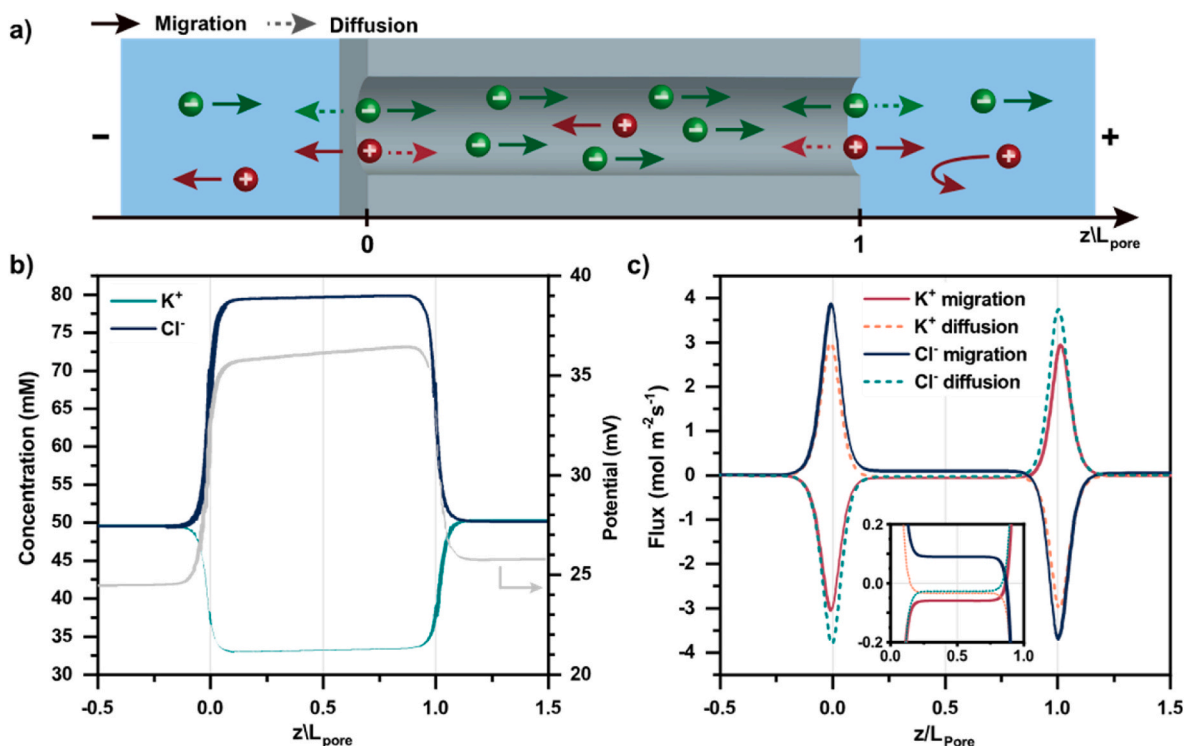 Migration Diffusion
a)
− +
0 1 z\L_pore
b)
K⁺
Cl⁻
Concentration (mM)
80
75
70
65
60
55
50
45
40
35
30
Potential (mV)
40
35
30
25
20
-0.5 0.0 0.5 1.0 1.5
z\L_pore
c)
K⁺ migration
K⁺ diffusion
Cl⁻ migration
Cl⁻ diffusion
Flux (mol m⁻²s⁻¹)
4
3
2
1
0
-1
-2
-3
-4
0.2
0.0
-0.2
0.0 0.5 1.0
-0.5 0.0 0.5 1.0 1.5
z/L_Pore